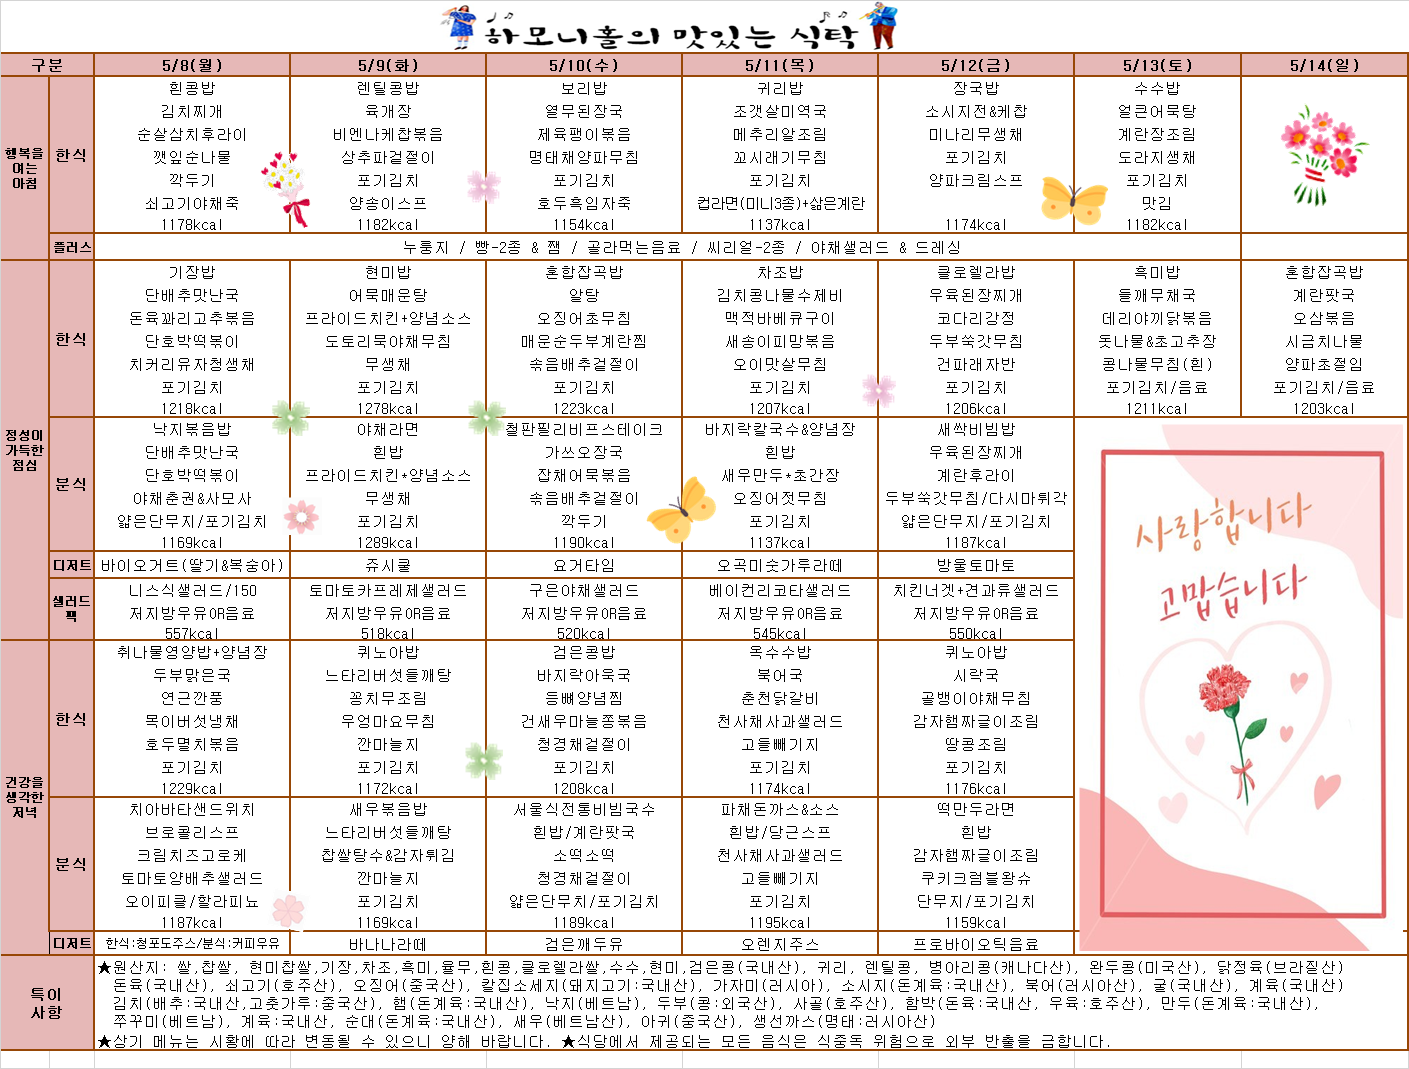 하모니홀의 맛있는 식탁
구분 5/8(월) 5/9(화) 5/10(수) 5/11(목) 5/12(금) 5/13(토) 5/14(일)
행복을 여는 아침
한식
흰콩밥 렌틸콩밥 보리밥 귀리밥 장국밥 수수밥
김치찌개 육개장 열무된장국 조갯살미역국 소시지전&케찹 얼큰어묵탕
순살삼치후라이 비엔나케찹볶음 제육팽이볶음 메추리알조림 미나리무생채 계란장조림
깻잎순나물 상추파겉절이 명태채양파무침 꼬시래기무침 포기김치 도라지생채
깍두기 포기김치 포기김치 포기김치 양파크림스프 포기김치
쇠고기야채죽 양송이스프 호두흑임자죽 컵라면(미니3종)+삶은계란 맛김
1178kcal 1182kcal 1154kcal 1137kcal 1174kcal 1182kcal
플러스 누룽지 / 빵-2종 & 잼 / 골라먹는음료 / 씨리얼-2종 / 야채샐러드 & 드레싱
정성이 가득한 점심
한식
기장밥 현미밥 혼합잡곡밥 차조밥 클로렐라밥 흑미밥 혼합잡곡밥
단배추맛난국 어묵매운탕 알탕 김치콩나물수제비 우육된장찌개 들깨무채국 계란팟국
돈육꽈리고추볶음 프라이드치킨+양념소스 오징어초무침 맥적바베큐구이 코다리강정 데리야끼닭볶음 오삼볶음
단호박떡볶이 도토리묵야채무침 매운순두부계란찜 새송이피망볶음 두부쑥갓무침 돗나물&초고추장 시금치나물
치커리유자청생채 무생채 솎음배추겉절이 오이맛살무침 건파래자반 콩나물무침(흰) 양파초절임
포기김치 포기김치 포기김치 포기김치 포기김치 포기김치/음료 포기김치/음료
1218kcal 1278kcal 1223kcal 1207kcal 1206kcal 1211kcal 1203kcal
분식
낙지볶음밥 야채라면 철판필리비프스테이크 바지락칼국수&양념장 새싹비빔밥
단배추맛난국 흰밥 가쓰오장국 흰밥 우육된장찌개
단호박떡볶이 프라이드치킨*양념소스 잡채어묵볶음 새우만두*초간장 계란후라이
야채춘권&사모사 무생채 솎음배추겉절이 오징어젓무침 두부쑥갓무침/다시마튀각
얇은단무지/포기김치 포기김치 깍두기 포기김치 얇은단무지/포기김치
1169kcal 1289kcal 1190kcal 1137kcal 1187kcal
디저트 바이오거트(딸기&복숭아) 쥬시쿨 요거타임 오곡미숫가루라떼 방울토마토
샐러드 팩
니스식샐러드/150 토마토카프레제샐러드 구은야채샐러드 베이컨리코타샐러드 치킨너겟+견과류샐러드
저지방우유OR음료 저지방우유OR음료 저지방우유OR음료 저지방우유OR음료 저지방우유OR음료
557kcal 518kcal 520kcal 545kcal 550kcal
사랑합니다
고맙습니다
건강을 생각한 저녁
한식
취나물영양밥+양념장 퀴노아밥 검은콩밥 옥수수밥 퀴노아밥
두부맑은국 느타리버섯들깨탕 바지락아욱국 북어국 시락국
연근깐풍 꽁치무조림 등뼈양념찜 춘천닭갈비 골뱅이야채무침
목이버섯냉채 우엉마요무침 건새우마늘쫑볶음 천사채사과샐러드 감자햄짜글이조림
호두멸치볶음 깐마늘지 청경채겉절이 고들빼기지 땅콩조림
포기김치 포기김치 포기김치 포기김치 포기김치
1229kcal 1172kcal 1208kcal 1174kcal 1176kcal
분식
치아바타샌드위치 새우볶음밥 서울식전통비빔국수 파채돈까스&소스 떡만두라면
브로콜리스프 느타리버섯들깨탕 흰밥/계란팟국 흰밥/당근스프 흰밥
크림치즈고로케 찹쌀탕수&감자튀김 소떡소떡 천사채사과샐러드 감자햄짜글이조림
토마토양배추샐러드 깐마늘지 청경채겉절이 고들빼기지 쿠키크럼블왕슈
오이피클/할라피뇨 포기김치 얇은단무치/포기김치 포기김치 단무지/포기김치
1187kcal 1169kcal 1189kcal 1195kcal 1159kcal
디저트 한식:청포도주스/분식:커피우유 바나나라떼 검은깨두유 오렌지주스 프로바이오틱음료
특이 사항
★원산지: 쌀,찹쌀, 현미찹쌀,기장,차조,흑미,율무,흰콩,클로렐라쌀,수수,현미,검은콩(국내산), 귀리, 렌틸콩, 병아리콩(캐나다산), 완두콩(미국산), 닭정육(브라질산)
돈육(국내산), 쇠고기(호주산), 오징어(중국산), 칼집소세지(돼지고기:국내산), 가자미(러시아), 소시지(돈계육:국내산), 북어(러시아산), 굴(국내산), 계육(국내산)
김치(배추:국내산,고춧가루:중국산), 햄(돈계육:국내산), 낙지(베트남), 두부(콩:외국산), 사골(호주산), 함박(돈육:국내산, 우육:호주산), 만두(돈계육:국내산),
쭈꾸미(베트남), 계육:국내산, 순대(돈계육:국내산), 새우(베트남산), 아귀(중국산), 생선까스(명태:러시아산)
★상기 메뉴는 시황에 따라 변동될 수 있으니 양해 바랍니다. ★식당에서 제공되는 모든 음식은 식중독 위험으로 외부 반출을 금합니다.